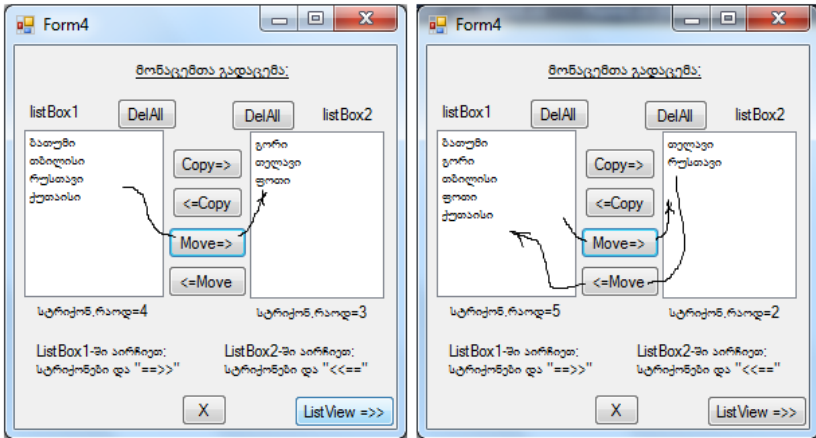 Form4
მონაცემთა გადაცემა:
listBox1 DelAll DelAll listBox2
ბათუმი
თბილისი
რუსთავი
ქუთაისი
Copy=>
<=Copy
Move=>
<=Move
გორი
თელავი
ფოთი
სტრიქონ.რაოდ=4 სტრიქონ.რაოდ=3
ListBox1-ში აირჩიეთ: ListBox2-ში აირჩიეთ:
სტრიქონები და "==>>" სტრიქონები და "<<=="
X ListView =>>
Form4
მონაცემთა გადაცემა:
listBox1 DelAll DelAll listBox2
ბათუმი
გორი
თბილისი
ფოთი
ქუთაისი
Copy=>
<=Copy
Move=>
<=Move
თელავი
რუსთავი
სტრიქონ.რაოდ=5 სტრიქონ.რაოდ=2
ListBox1-ში აირჩიეთ: ListBox2-ში აირჩიეთ:
სტრიქონები და "==>>" სტრიქონები და "<<=="
X ListView =>>